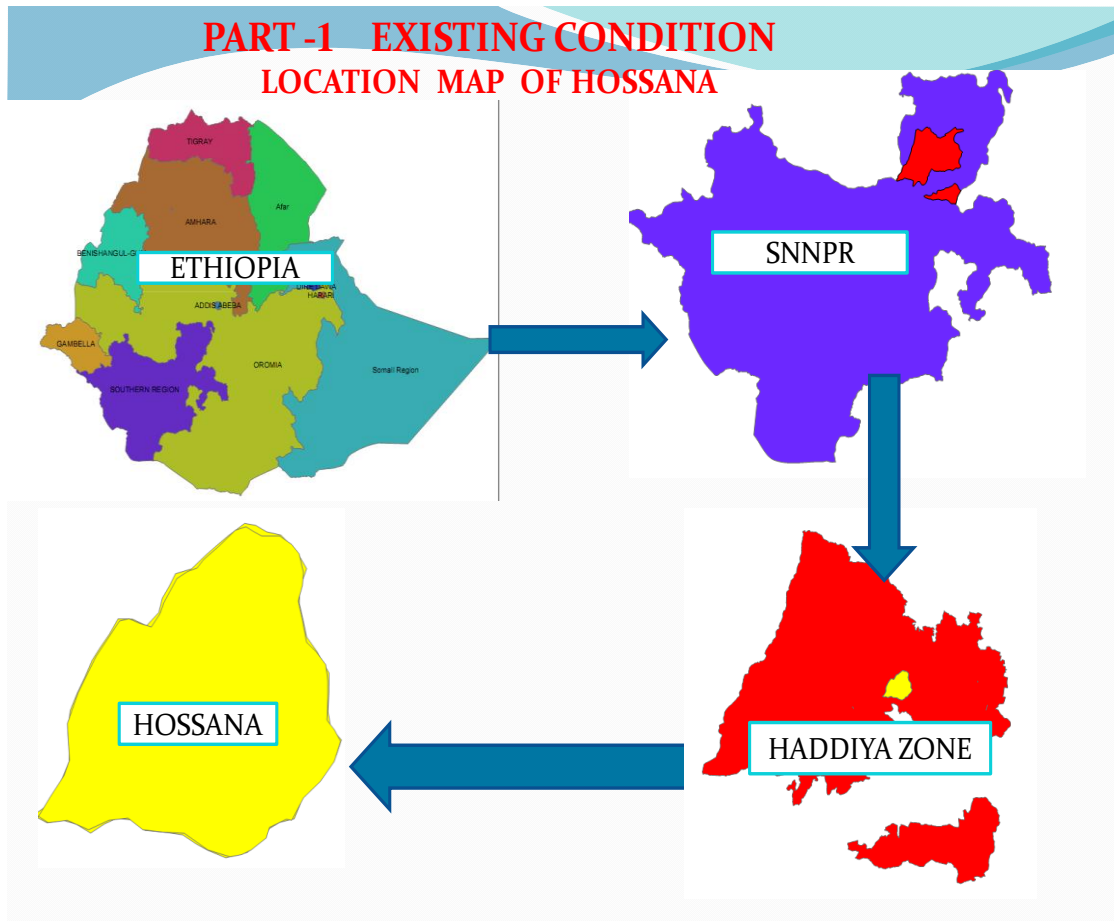 PART -1 EXISTING CONDITION
LOCATION MAP OF HOSSANA
TIGRAY
Afar
AMHARA
ETHIOPIA
HARARI
ADDIS ABEBA
GAMBELLA
OROMIA
Somali Region
SOUTHERN REGION
SNNPR
HOSSANA
HADDIYA ZONE